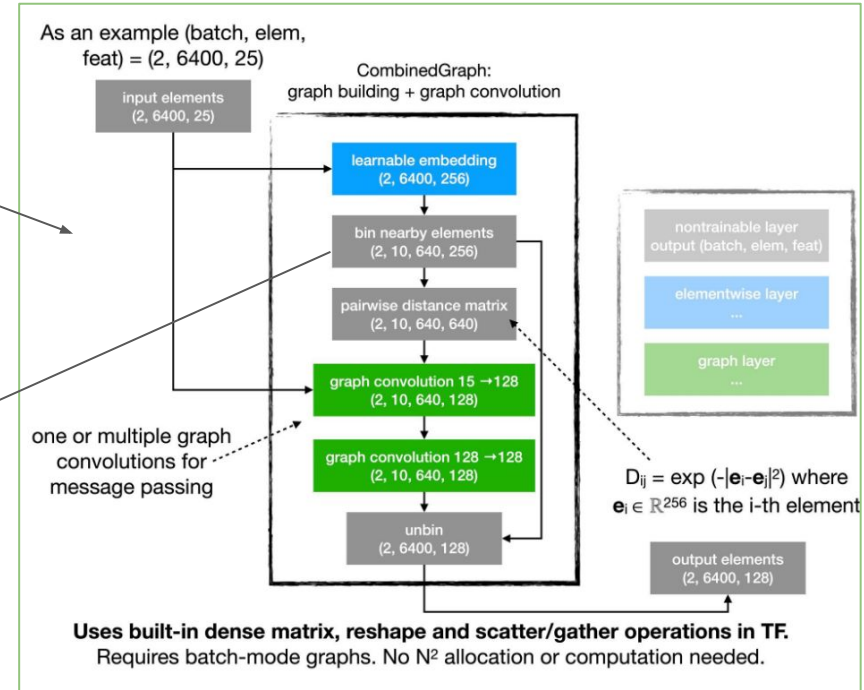 As an example (batch, elem,
feat) = (2, 6400, 25)
input elements
(2, 6400, 25)
CombinedGraph:
graph building + graph convolution
learnable embedding
(2, 6400, 256)
bin nearby elements
(2, 10, 640, 256)
pairwise distance matrix
(2, 10, 640, 640)
graph convolution 15 →128
(2, 10, 640, 128)
graph convolution 128 →128
(2, 10, 640, 128)
unbin
(2, 6400, 128)
one or multiple graph
convolutions for
message passing
nontrainable layer
output (batch, elem, feat)
elementwise layer
...
graph layer
...
Dᵢⱼ = exp (-|eᵢ-eⱼ|²) where
eᵢ ∈ ℝ²⁵⁶ is the i-th element
output elements
(2, 6400, 128)
Uses built-in dense matrix, reshape and scatter/gather operations in TF.
Requires batch-mode graphs. No N² allocation or computation needed.